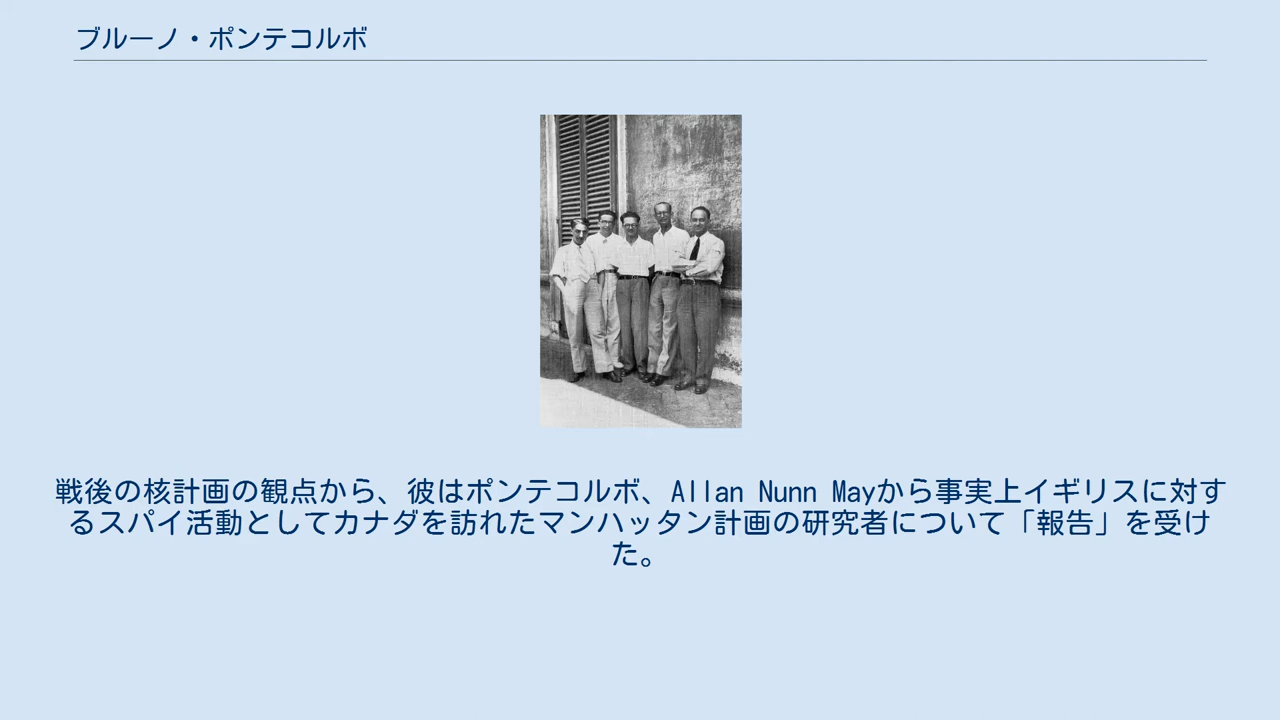 ブルーノ・ポンテコルボ
戦後の核計画の観点から、彼はポンテコルボ、Allan Nunn Mayから事実上イギリスに対す
るスパイ活動としてカナダを訪れたマンハッタン計画の研究者について「報告」を受け
た。